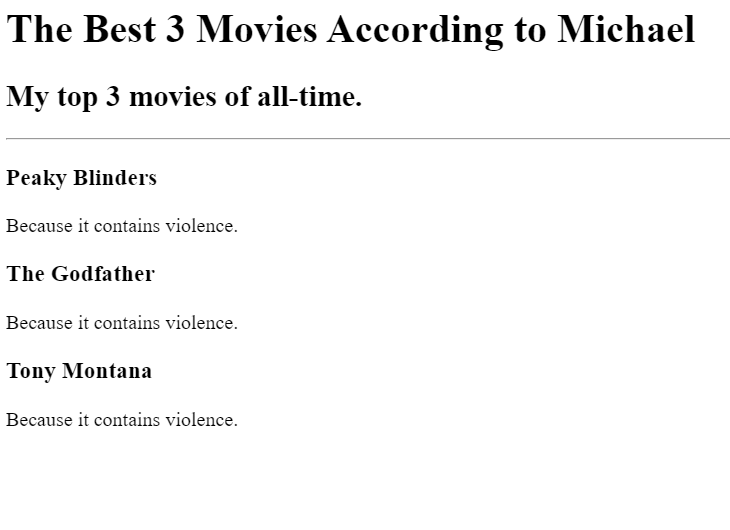 The Best 3 Movies According to Michael
My top 3 movies of all-time.
Peaky Blinders
Because it contains violence.
The Godfather
Because it contains violence.
Tony Montana
Because it contains violence.